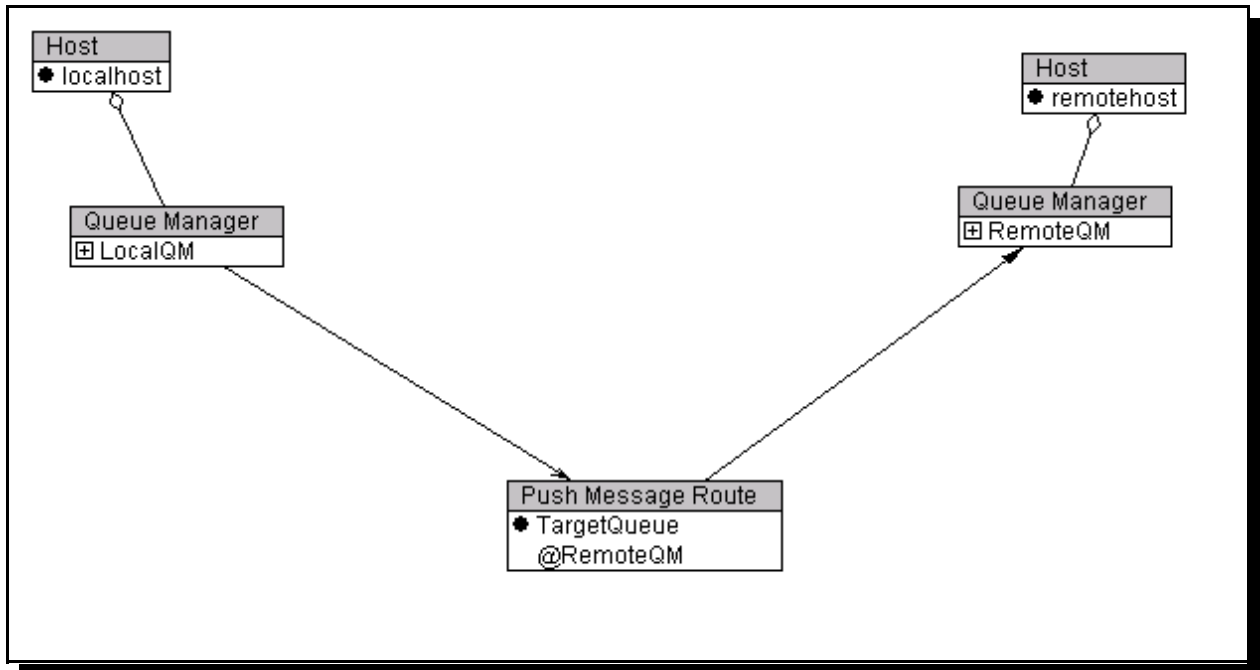 Host
localhost
Host
remotehost
Queue Manager
LocalQM
Queue Manager
RemoteQM
Push Message Route
TargetQueue
@RemoteQM